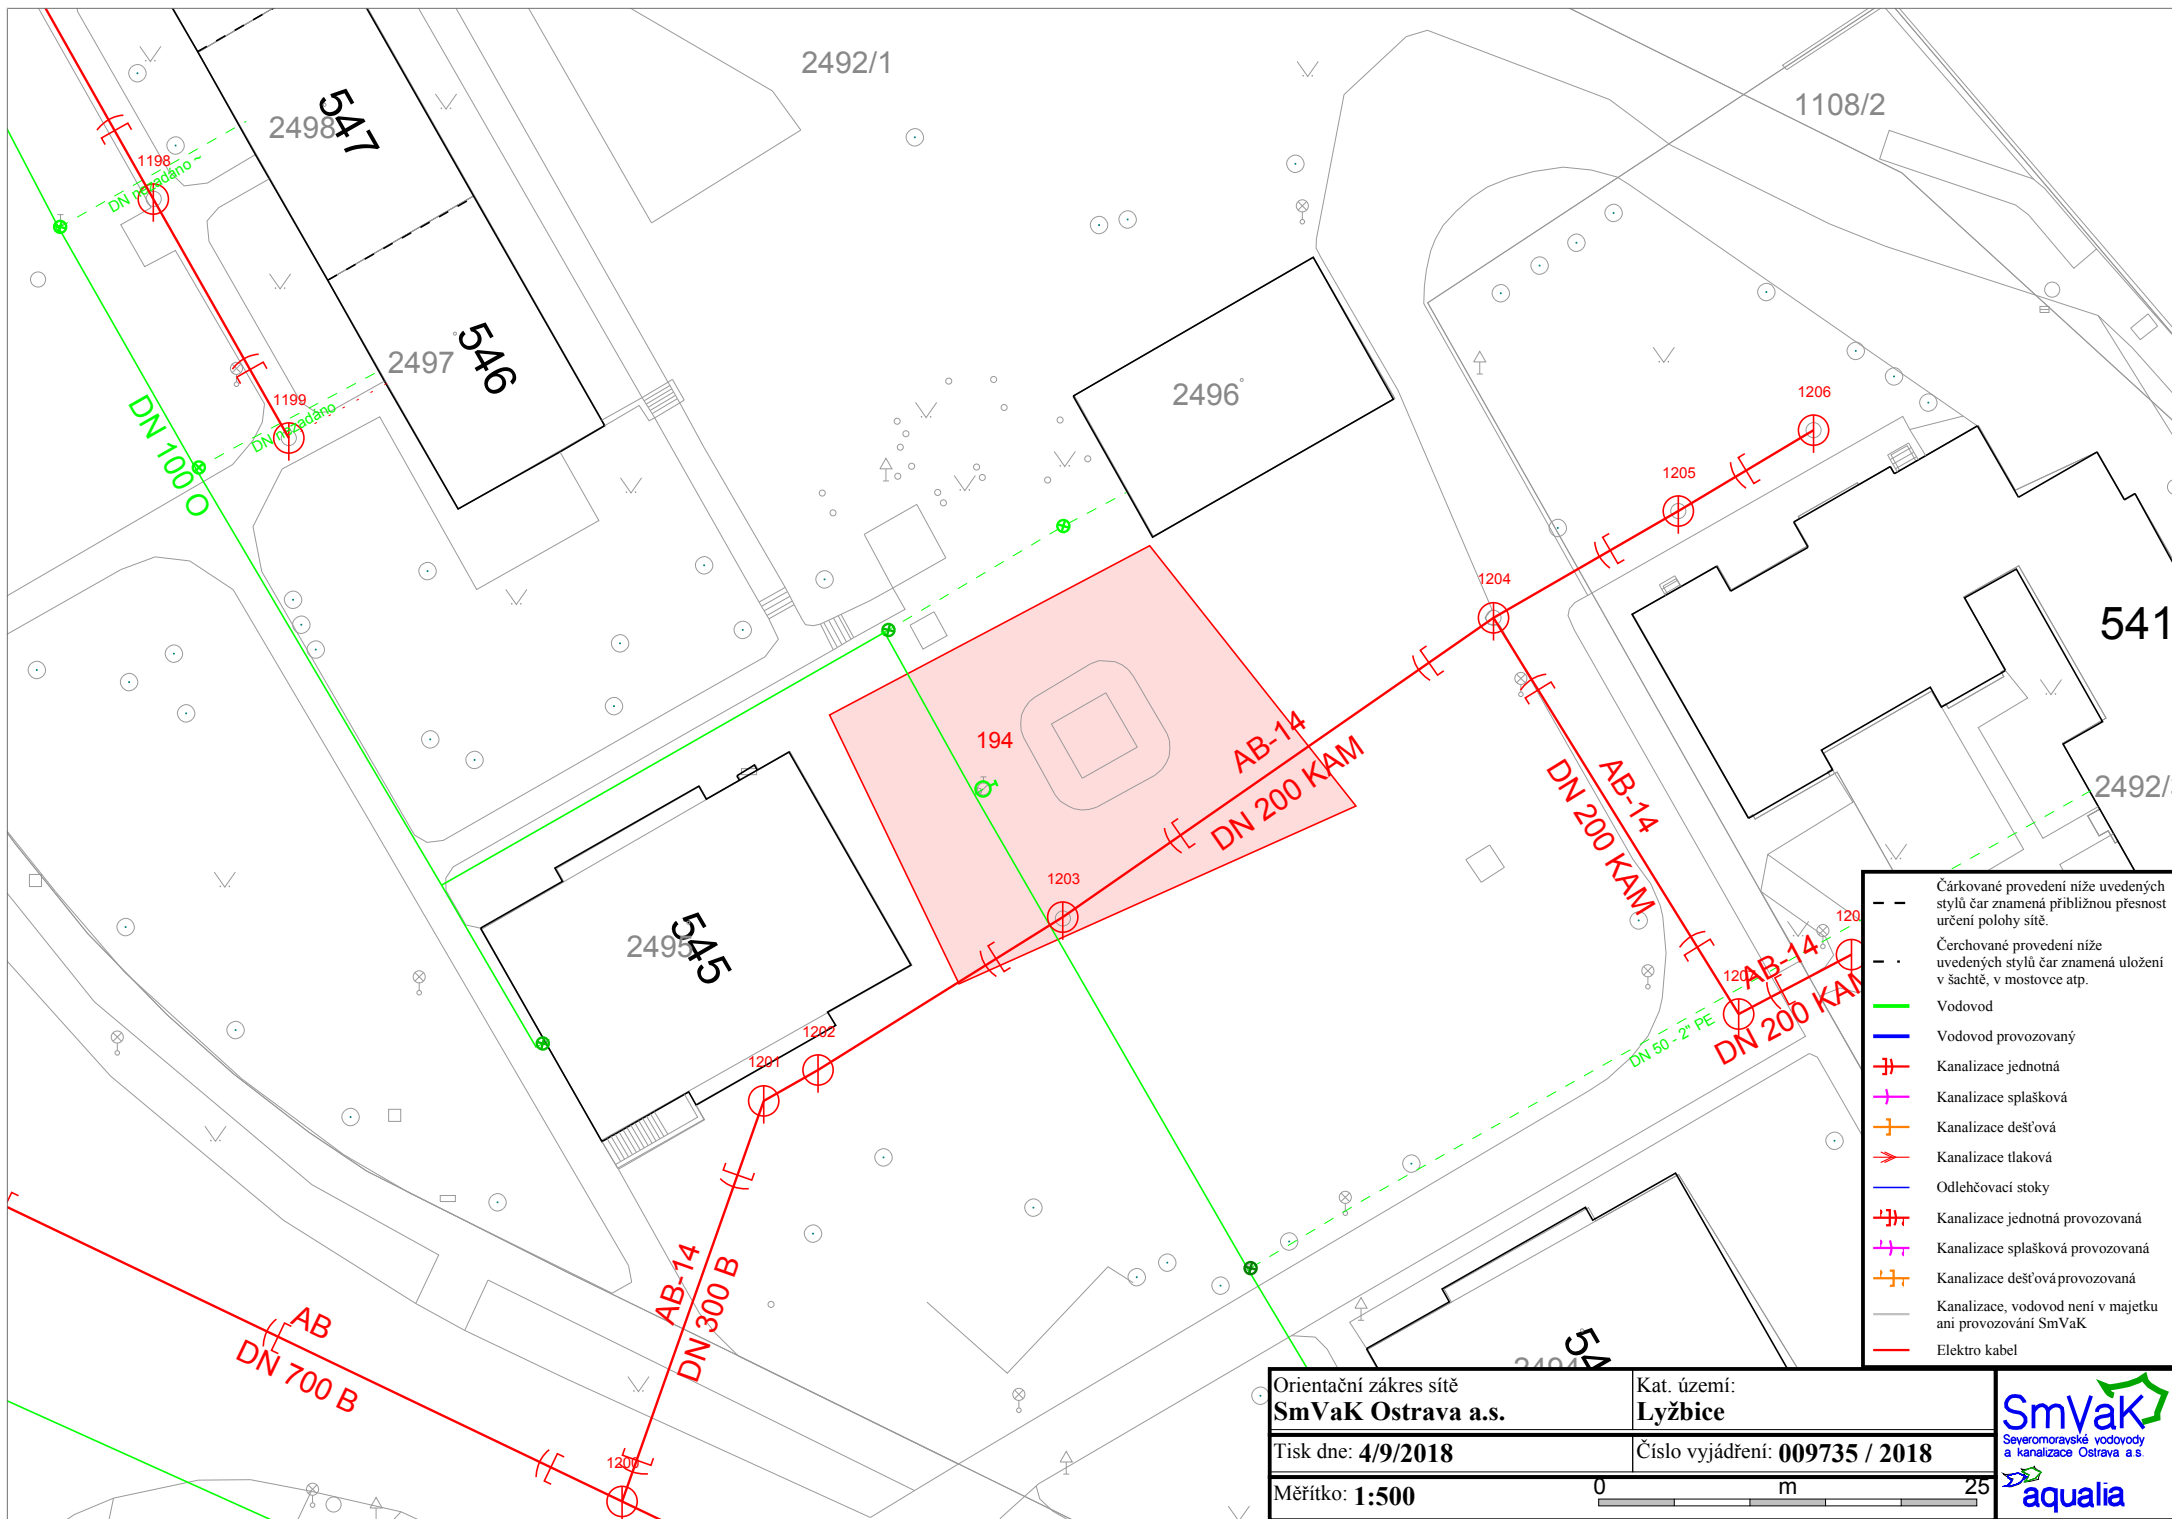 2492/1
1108/2
547
2498
1198
DN nezadáno ~
546
2497
1199
DN nezadáno
DN 100 O
2496
1206
1205
1204
541
194
AB-14
DN 200 KAM
AB-14
DN 200 KAM
2492/
1203
545
2495
1202
1201
AB-14
DN 200 KAM
DN 50 - 2" PE
AB-14
DN 300 B
AB
DN 700 B
1200
Čárkované provedení níže uvedených
stylů čar znamená přibližnou přesnost
určení polohy sítě.
Čerchované provedení níže
uvedených stylů čar znamená uložení
v šachtě, v mostovce atp.
Vodovod
Vodovod provozovaný
Kanalizace jednotná
Kanalizace splašková
Kanalizace dešťová
Kanalizace tlaková
Odlehčovací stoky
Kanalizace jednotná provozovaná
Kanalizace splašková provozovaná
Kanalizace dešťová provozovaná
Kanalizace, vodovod není v majetku
ani provozování SmVaK
Elektro kabel
Orientační zákres sítě
SmVaK Ostrava a.s.
Kat. území:
Lyžbice
Tisk dne: 4/9/2018
Číslo vyjádření: 009735 / 2018
Měřítko: 1:500
0 m 25
SmVaK
Severomoravské vodovody
a kanalizace Ostrava a.s.
aqualia